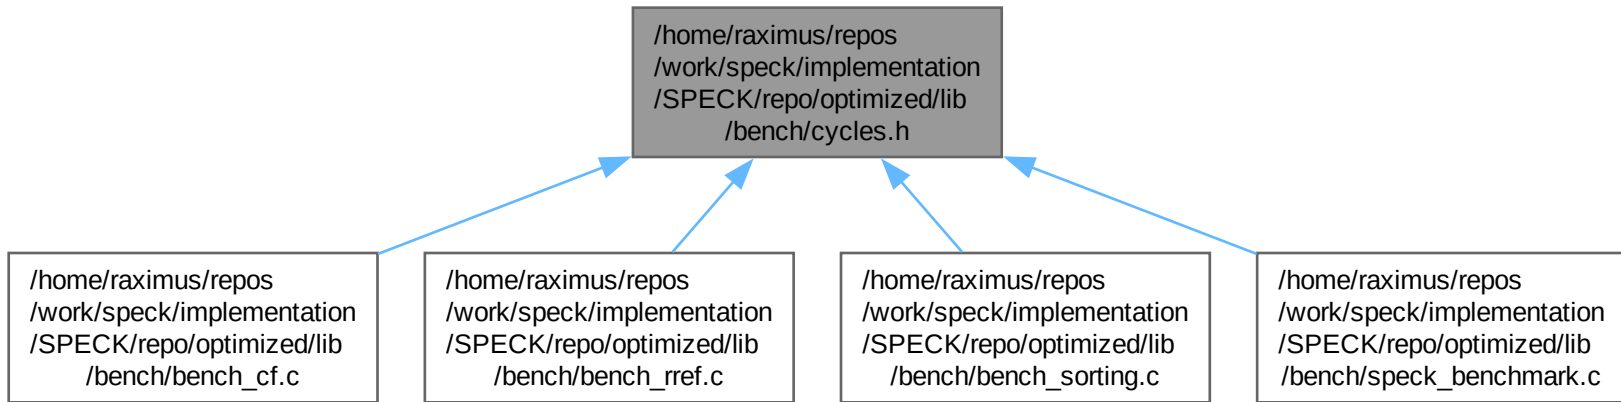 /home/raximus/repos
/work/speck/implementation
/SPECK/repo/optimized/lib
/bench/cycles.h
/home/raximus/repos
/work/speck/implementation
/SPECK/repo/optimized/lib
/bench/bench_cf.c
/home/raximus/repos
/work/speck/implementation
/SPECK/repo/optimized/lib
/bench/bench_rref.c
/home/raximus/repos
/work/speck/implementation
/SPECK/repo/optimized/lib
/bench/bench_sorting.c
/home/raximus/repos
/work/speck/implementation
/SPECK/repo/optimized/lib
/bench/speck_benchmark.c